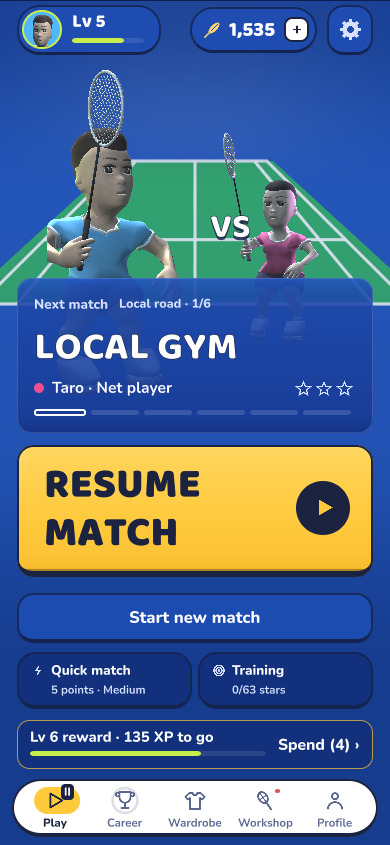 Lv 5
1,535
+
VS
Next match Local road · 1/6
LOCAL GYM
Taro · Net player
RESUME
MATCH
Start new match
Quick match
5 points · Medium
Training
0/63 stars
Lv 6 reward · 135 XP to go
Spend (4) ›
Play
Career
Wardrobe
Workshop
Profile